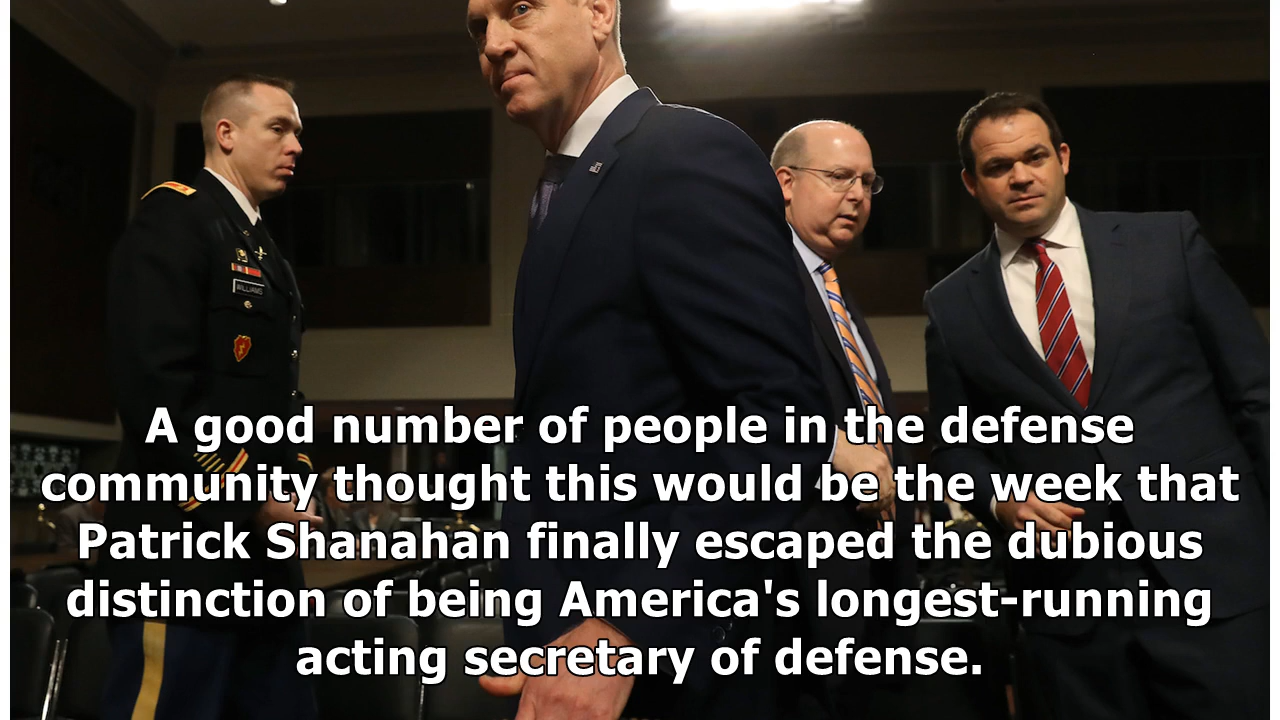 WILLIAMS
A good number of people in the defense
community thought this would be the week that
Patrick Shanahan finally escaped the dubious
distinction of being America's longest-running
acting secretary of defense.